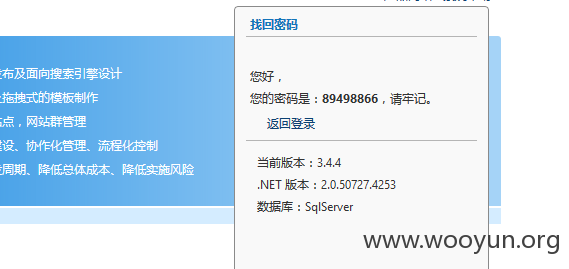 找回密码
布及面向搜索引擎设计
拖拽式的模板制作
点，网站群管理
设、协作化管理、流程化控制
周期、降低总体成本、降低实施风险
您好，
您的密码是：89498866，请牢记。
返回登录
当前版本：3.4.4
.NET 版本：2.0.50727.4253
数据库：SqlServer
www.wooyun.org